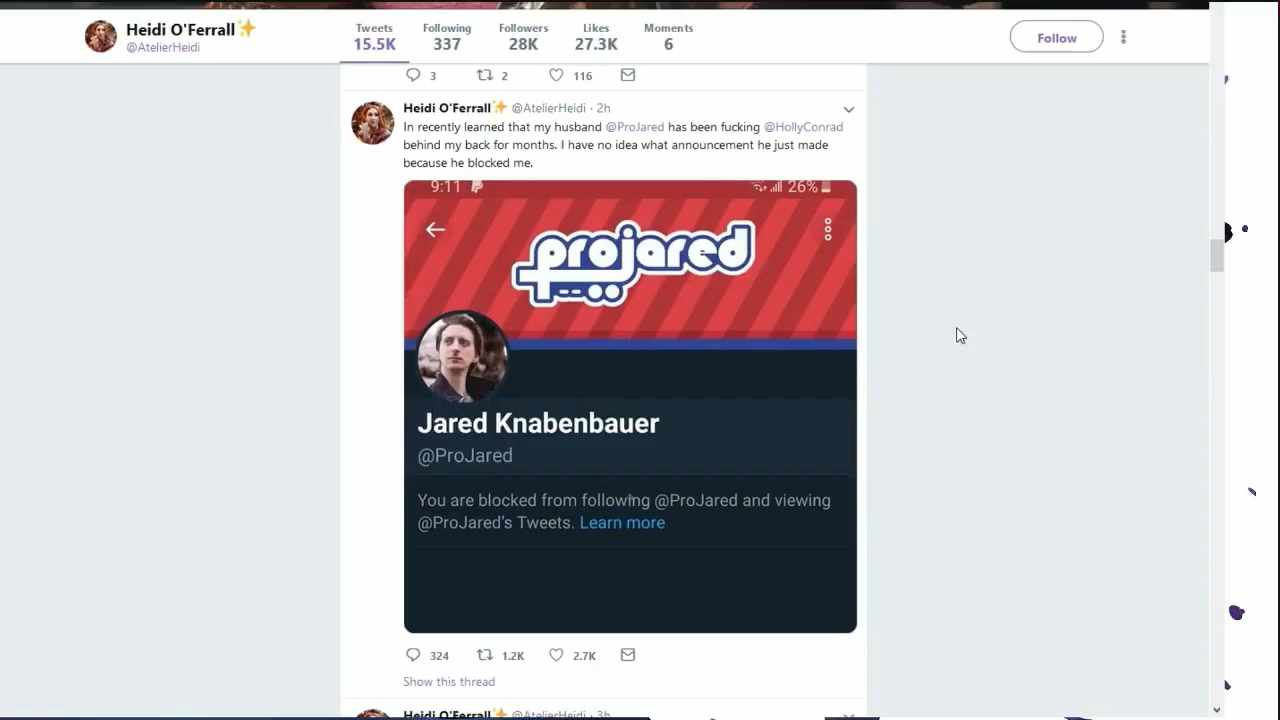 Heidi O'Ferrall✨
@AtelierHeidi
Tweets Following Followers Likes Moments
15.5K 337 28K 27.3K 6
Follow
3 2 116
Heidi O'Ferrall✨ @AtelierHeidi · 2h
In recently learned that my husband @ProJared has been fucking @HollyConrad
behind my back for months. I have no idea what announcement he just made
because he blocked me.
9:11 26%
projared
Jared Knabenbauer
@ProJared
You are blocked from following @ProJared and viewing
@ProJared's Tweets. Learn more
324 1.2K 2.7K
Show this thread
Heidi O'Ferrall✨ @AtelierHeidi · 3h